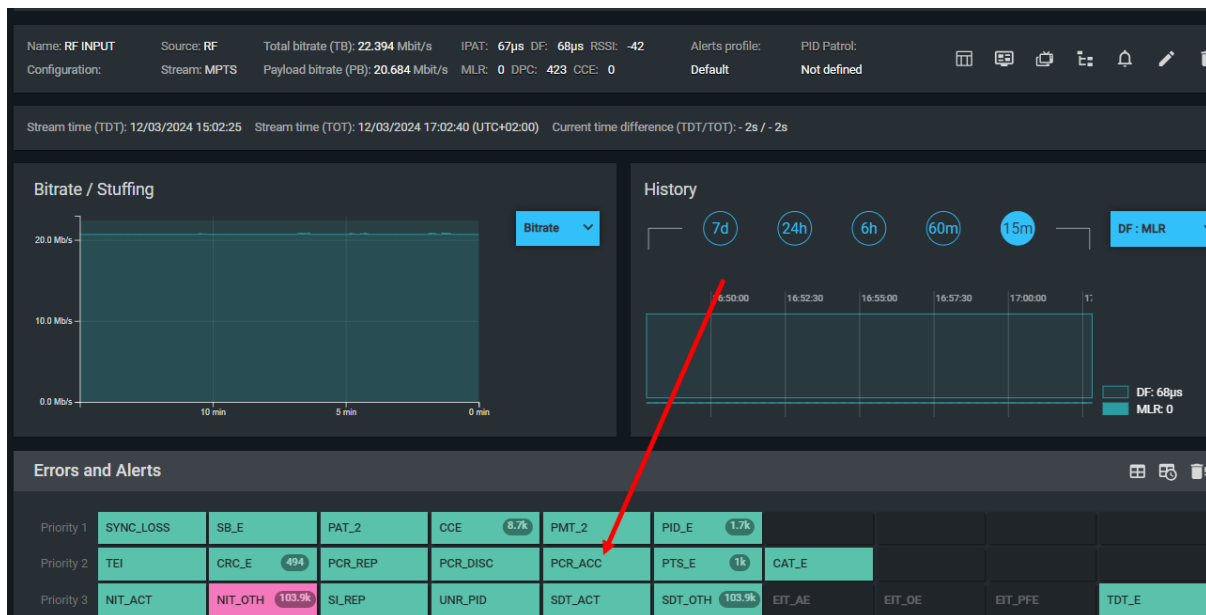 Name: RF INPUT Source: RF Total bitrate (TB): 22.394 Mbit/s IPAT: 67µs DF: 68µs RSSI: -42 Alerts profile: PID Patrol:
Configuration: Stream: MPTS Payload bitrate (PB): 20.684 Mbit/s MLR: 0 DPC: 423 CCE: 0 Default Not defined
Stream time (TDT): 12/03/2024 15:02:25 Stream time (TOT): 12/03/2024 17:02:40 (UTC+02:00) Current time difference (TDT/TOT): - 2s / - 2s
Bitrate / Stuffing
Bitrate
20.0 Mb/s
10.0 Mb/s
0.0 Mb/s
10 min 5 min 0 min
History
7d 24h 6h 60m 15m DF : MLR
16:50:00 16:52:30 16:55:00 16:57:30 17:00:00 17:
DF: 68µs
MLR: 0
Errors and Alerts
Priority 1 SYNC_LOSS SB_E PAT_2 CCE 8.7k PMT_2 PID_E 1.7k
Priority 2 TEI CRC_E 494 PCR_REP PCR_DISC PCR_ACC PTS_E 1k CAT_E
Priority 3 NIT_ACT NIT_OTH 103.9k SI_REP UNR_PID SDT_ACT SDT_OTH 103.9k EIT_AE EIT_OE EIT_PFE TDT_E